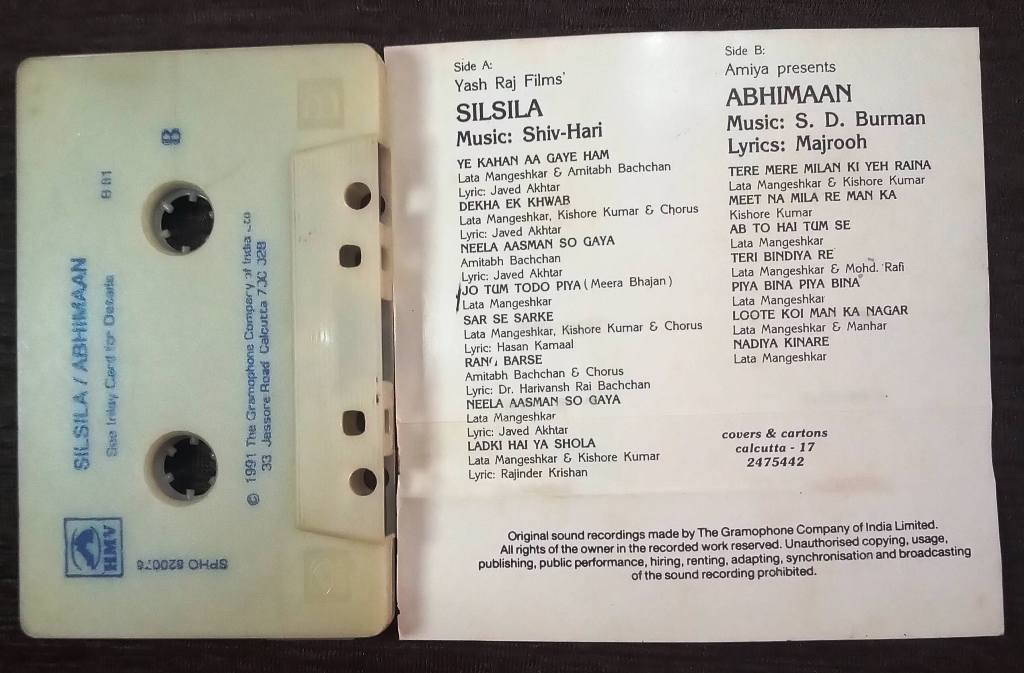 B
B 81
SILSILA / ABHIMAAN
See Inlay Card for Details
© 1991 The Gramophone Company of India
33 Jessore Road Calcutta 700 028
HMV
SPHO 820076
Side A:
Yash Raj Films'
SILSILA
Music: Shiv-Hari
YE KAHAN AA GAYE HAM
Lata Mangeshkar & Amitabh Bachchan
Lyric: Javed Akhtar
DEKHA EK KHWAB
Lata Mangeshkar, Kishore Kumar & Chorus
Lyric: Javed Akhtar
NEELA AASMAN SO GAYA
Amitabh Bachchan
Lyric: Javed Akhtar
JO TUM TODO PIYA (Meera Bhajan)
Lata Mangeshkar
SAR SE SARKE
Lata Mangeshkar, Kishore Kumar & Chorus
Lyric: Hasan Kamaal
RANG BARSE
Amitabh Bachchan & Chorus
Lyric: Dr. Harivansh Rai Bachchan
NEELA AASMAN SO GAYA
Lata Mangeshkar
Lyric: Javed Akhtar
LADKI HAI YA SHOLA
Lata Mangeshkar & Kishore Kumar
Lyric: Rajinder Krishan
Side B:
Amiya presents
ABHIMAAN
Music: S. D. Burman
Lyrics: Majrooh
TERE MERE MILAN KI YEH RAINA
Lata Mangeshkar & Kishore Kumar
MEET NA MILA RE MAN KA
Kishore Kumar
AB TO HAI TUM SE
Lata Mangeshkar
TERI BINDIYA RE
Lata Mangeshkar & Mohd. Rafi
PIYA BINA PIYA BINA
Lata Mangeshkar
LOOTE KOI MAN KA NAGAR
Lata Mangeshkar & Manhar
NADIYA KINARE
Lata Mangeshkar
covers & cartons
calcutta - 17
2475442
Original sound recordings made by The Gramophone Company of India Limited.
All rights of the owner in the recorded work reserved. Unauthorised copying, usage,
publishing, public performance, hiring, renting, adapting, synchronisation and broadcasting
of the sound recording prohibited.